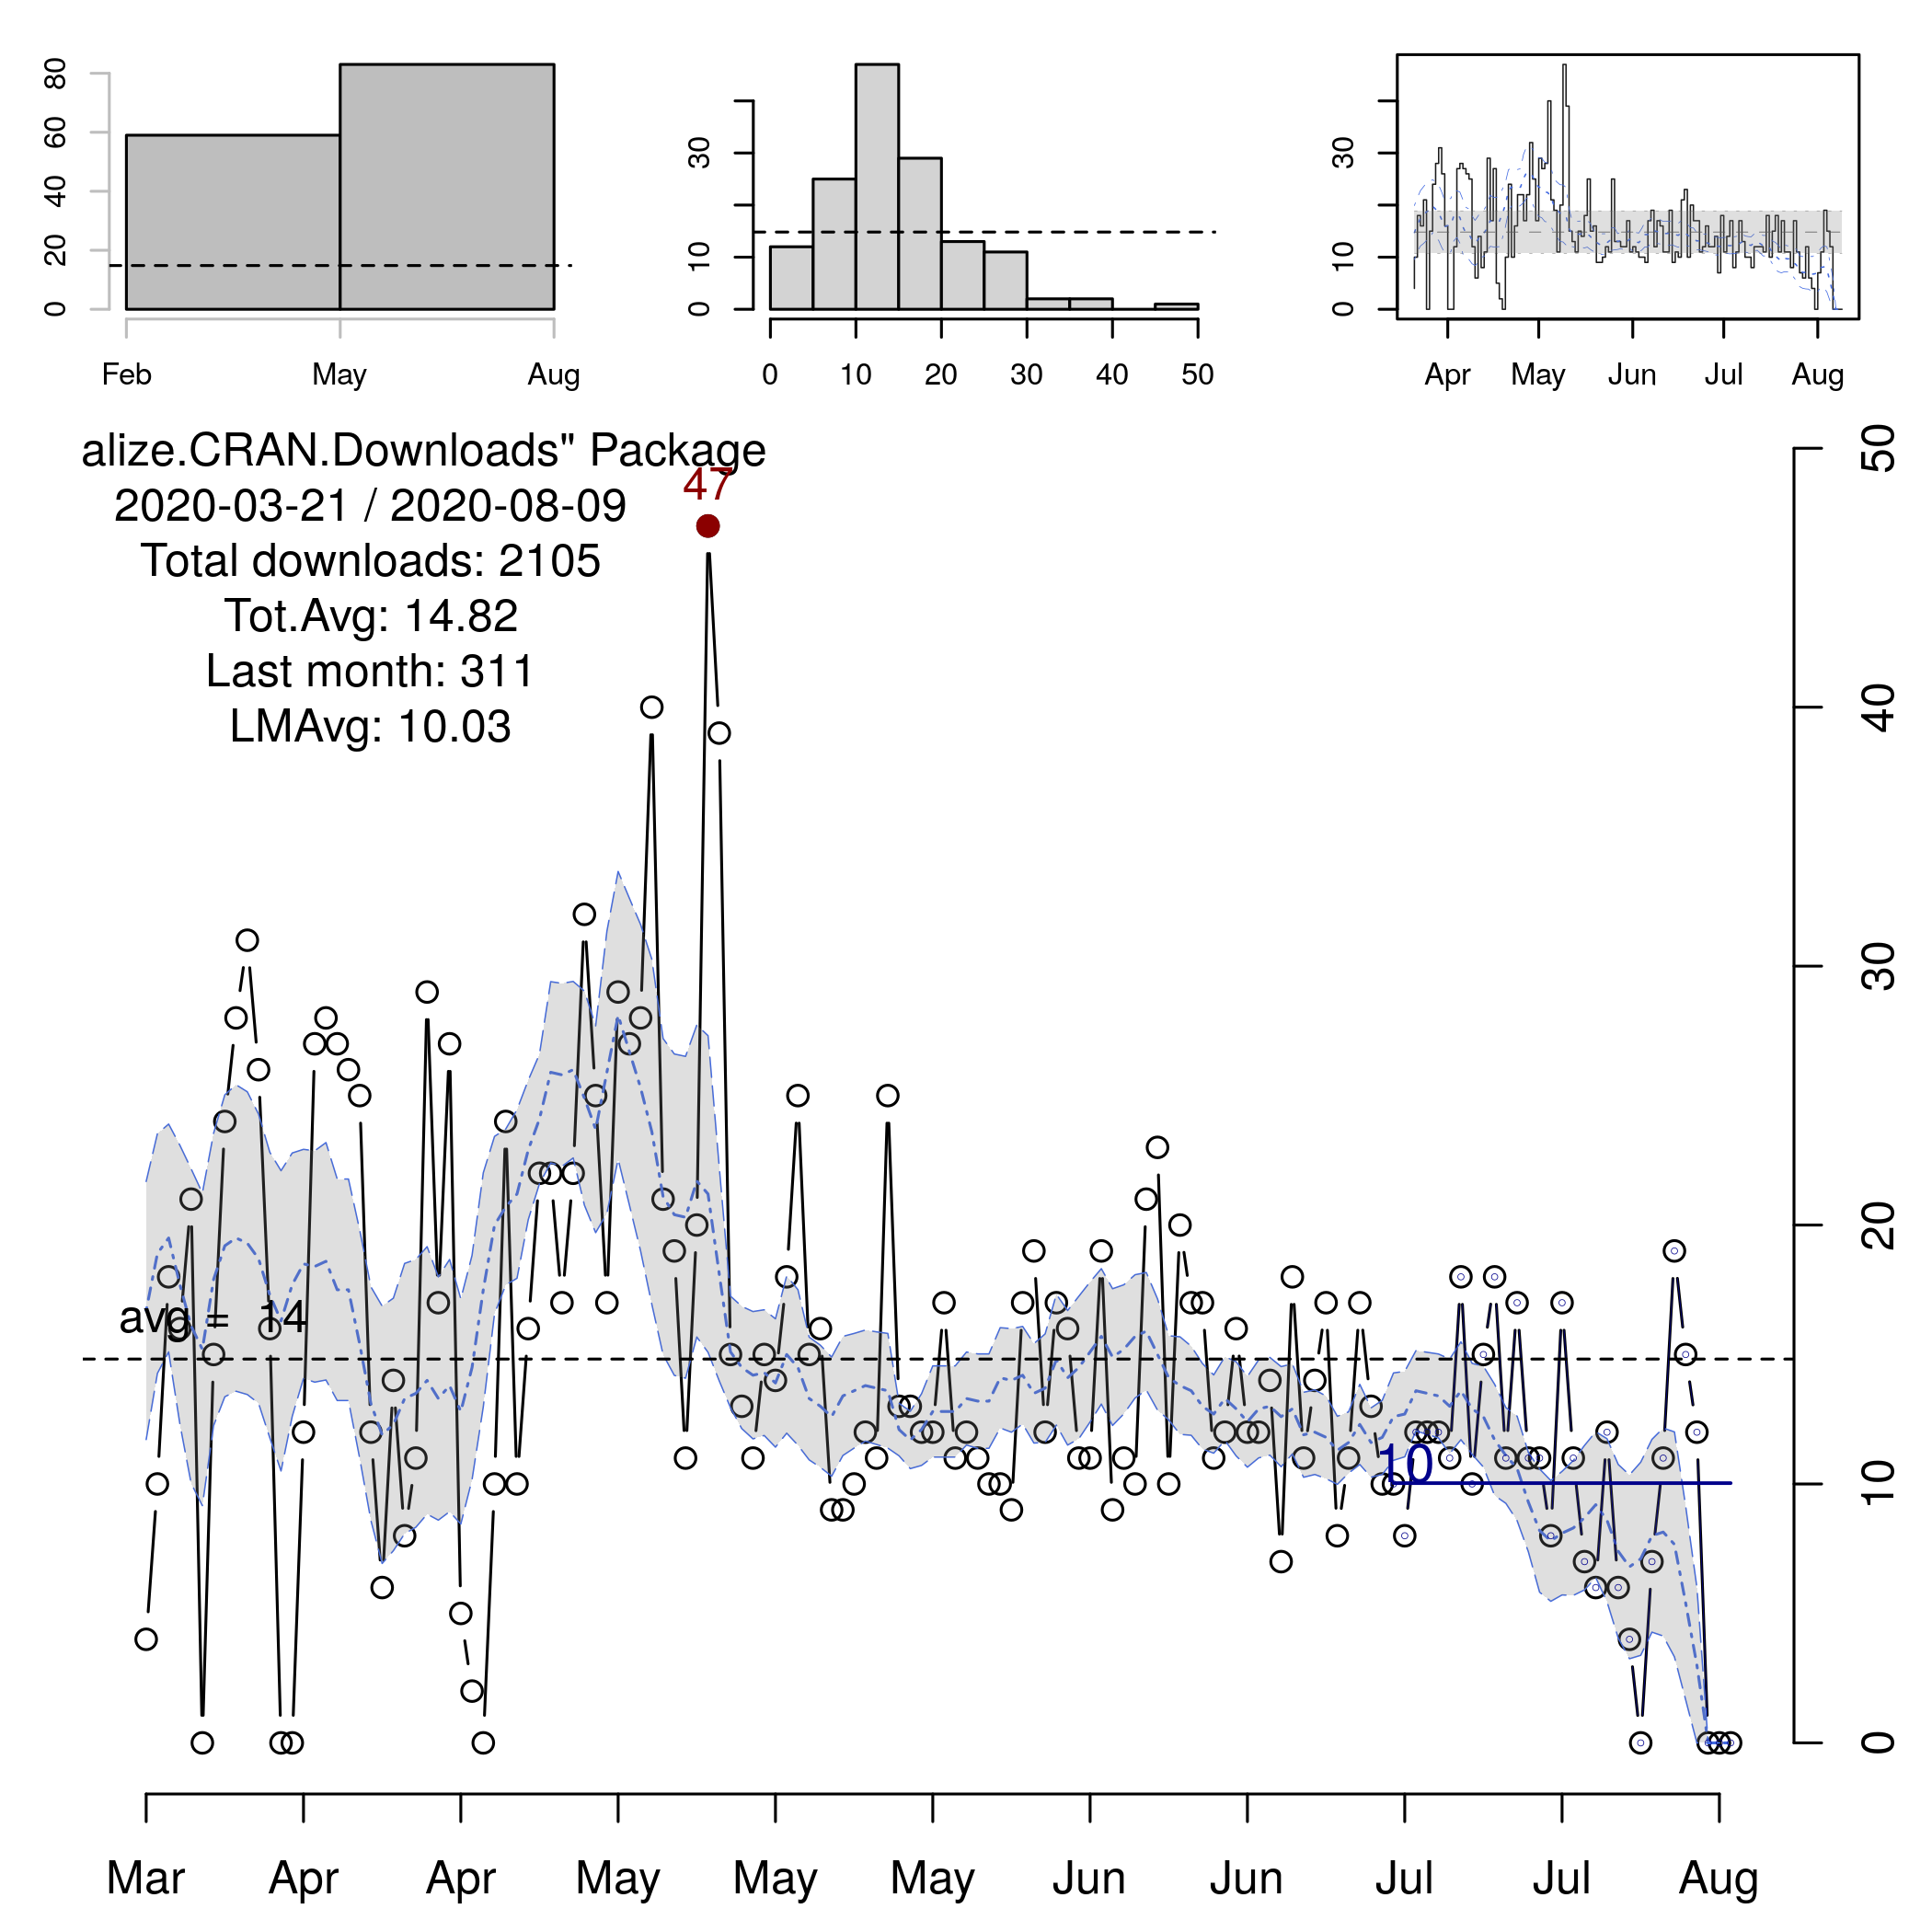 80
60
40
20
0
Feb May Aug
30
10
0
0 10 20 30 40 50
30
10
0
Apr May Jun Jul Aug
alize.CRAN.Downloads" Package
2020-03-21 / 2020-08-09
Total downloads: 2105
Tot.Avg: 14.82
Last month: 311
LMAvg: 10.03
47
avg = 14
10
50
40
30
20
10
0
Mar Apr Apr May May May Jun Jun Jul Jul Aug